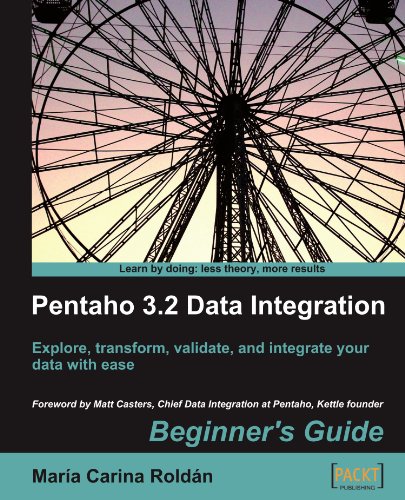 Learn by doing: less theory, more results
Pentaho 3.2 Data Integration
Explore, transform, validate, and integrate your
data with ease
Foreword by Matt Casters, Chief Data Integration at Pentaho, Kettle founder
Beginner's Guide
María Carina Roldán
PACKT
PUBLISHING